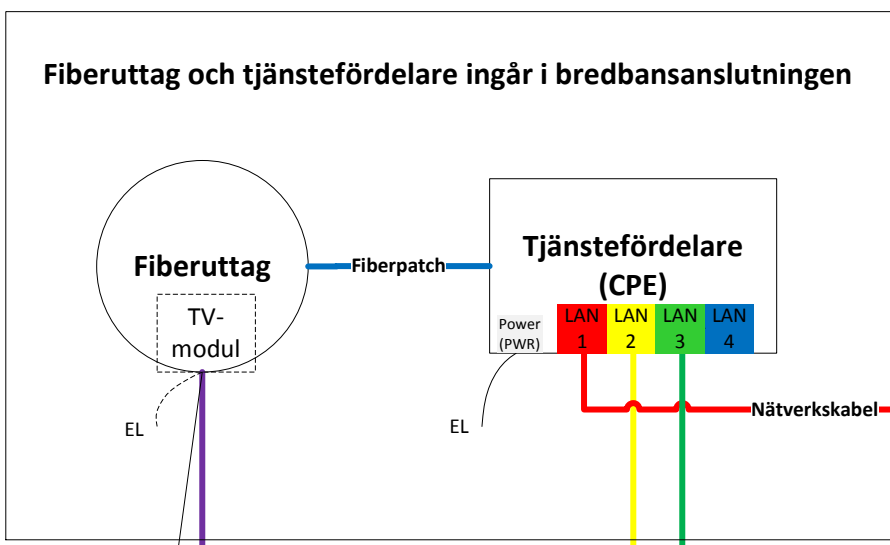 Fiberuttag och tjänstefördelare ingår i bredbansanslutningen
Fiberuttag
TV-
modul
EL
Fiberpatch
Tjänstefördelare
(CPE)
Power
(PWR)
LAN
1
LAN
2
LAN
3
LAN
4
EL
Nätverkskabel